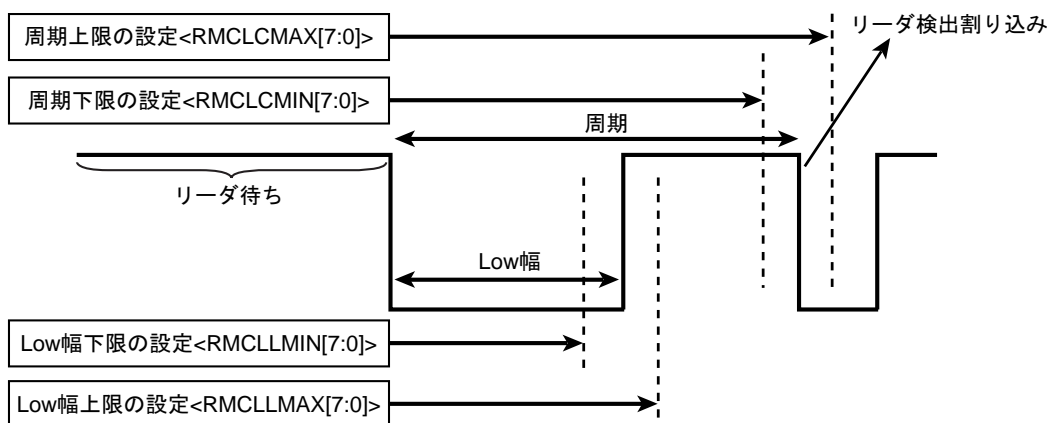 周期上限の設定<RMCLCMAX[7:0]>
リーダ検出割り込み
周期下限の設定<RMCLCMIN[7:0]>
周期
リーダ待ち
Low幅
Low幅下限の設定<RMCLLMIN[7:0]>
Low幅上限の設定<RMCLLMAX[7:0]>